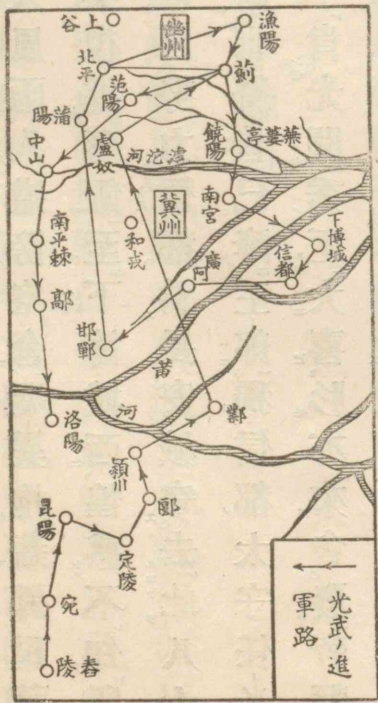 上谷
幽州
漁陽
北平
范陽
薊
蒲陽
盧奴
饒陽
蕪蔞亭
中山
滹沱河
南宮
冀州
下博城
和戎
信都
廣阿
南平棘
鄗
邯鄲
黄
河
洛陽
鄴
潁川
郾
昆陽
定陵
宛
舂陵
光武ノ進
軍路